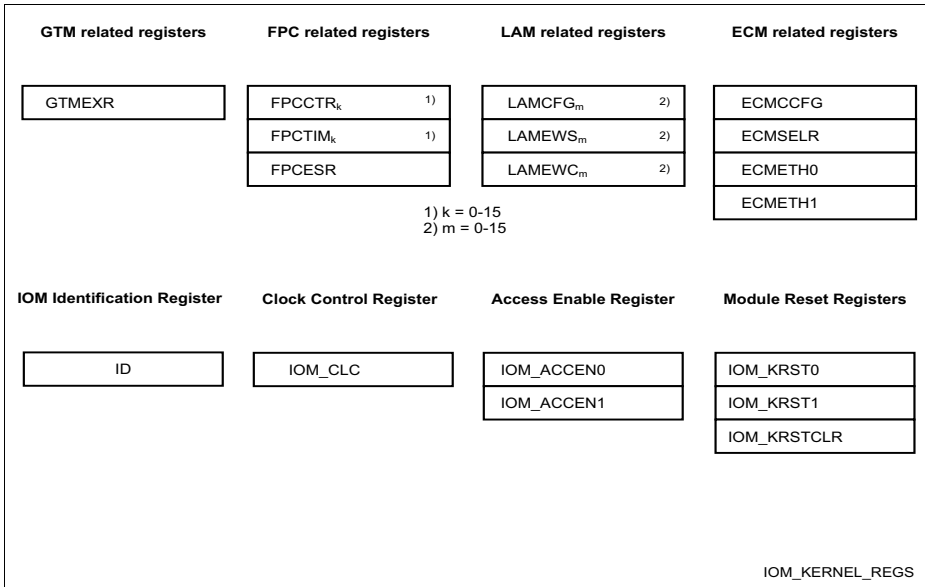 GTM related registers FPC related registers LAM related registers ECM related registers
GTMEXR FPCCTRk 1) LAMCFGm 2) ECMCCFG
FPCTIMk 1) LAMEWSm 2) ECMSELR
FPCESR LAMEWCm 2) ECMETH0
ECMETH1
1) k = 0-15
2) m = 0-15
IOM Identification Register Clock Control Register Access Enable Register Module Reset Registers
ID IOM_CLC IOM_ACCEN0 IOM_KRST0
IOM_ACCEN1 IOM_KRST1
IOM_KRSTCLR
IOM_KERNEL_REGS